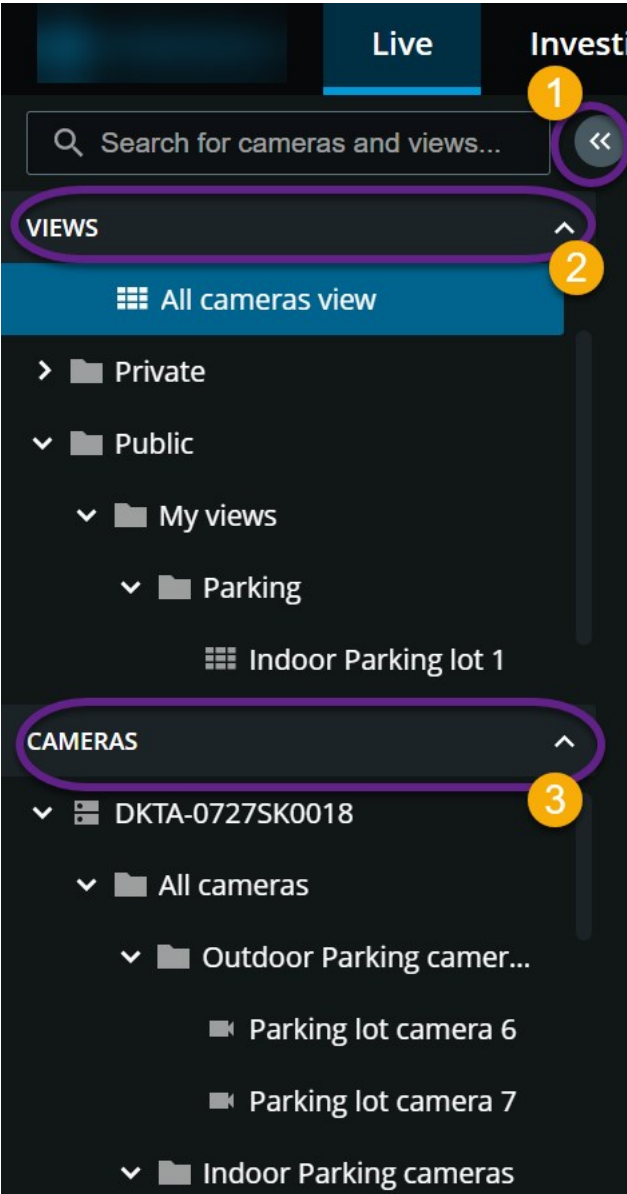 Live Investi
1
Search for cameras and views...
VIEWS
2
All cameras view
Private
Public
My views
Parking
Indoor Parking lot 1
CAMERAS
3
DKTA-0727SK0018
All cameras
Outdoor Parking camer...
Parking lot camera 6
Parking lot camera 7
Indoor Parking cameras